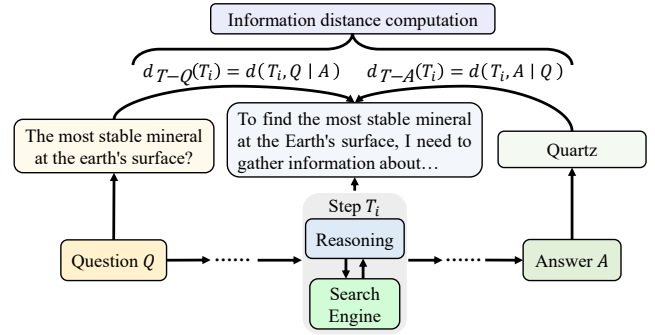 Information distance computation
d_{T−Q}(T_i) = d(T_i, Q | A) d_{T−A}(T_i) = d(T_i, A | Q)
The most stable mineral
at the earth's surface?
To find the most stable mineral
at the Earth's surface, I need to
gather information about…
Quartz
Step T_i
Reasoning
Question Q
......
......
Answer A
Search
Engine